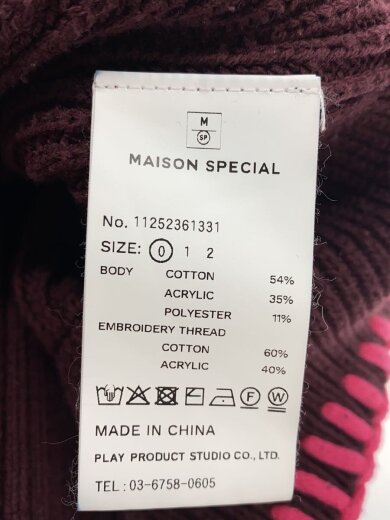 M
SP
MAISON SPECIAL
No. 11252361331
SIZE: 0 1 2
BODY COTTON 54%
ACRYLIC 35%
POLYESTER 11%
EMBROIDERY THREAD
COTTON 60%
ACRYLIC 40%
F W
MADE IN CHINA
PLAY PRODUCT STUDIO CO., LTD.
TEL : 03-6758-0605